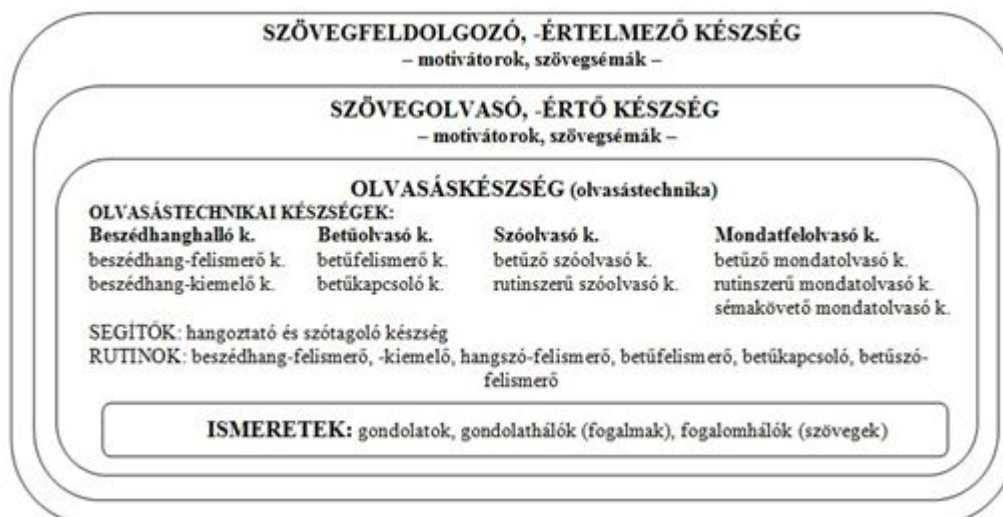 SZÖVEGFELDOLGOZÓ, -ÉRTELMEZŐ KÉSZSÉG
– motivátorok, szövegsémák –
SZÖVEGOLVASÓ, -ÉRTŐ KÉSZSÉG
– motivátorok, szövegsémák –
OLVASÁSKÉSZSÉG (olvasástechnika)
OLVASÁSTECHNIKAI KÉSZSÉGEK:
Beszédhanghalló k. Betűolvasó k. Szóolvasó k. Mondatfelolvasó k.
beszédhang-felismerő k. betűfelismerő k. betűző szóolvasó k. betűző mondatolvasó k.
beszédhang-kiemelő k. betűkapcsoló k. rutinszerű szóolvasó k. rutinszerű mondatolvasó k.
sémakövető mondatolvasó k.
SEGÍTŐK: hangoztató és szótagoló készség
RUTINOK: beszédhang-felismerő, -kiemelő, hangszó-felismerő, betűfelismerő, betűkapcsoló, betűszó-
felismerő
ISMERETEK: gondolatok, gondolathálók (fogalmak), fogalomhálók (szövegek)